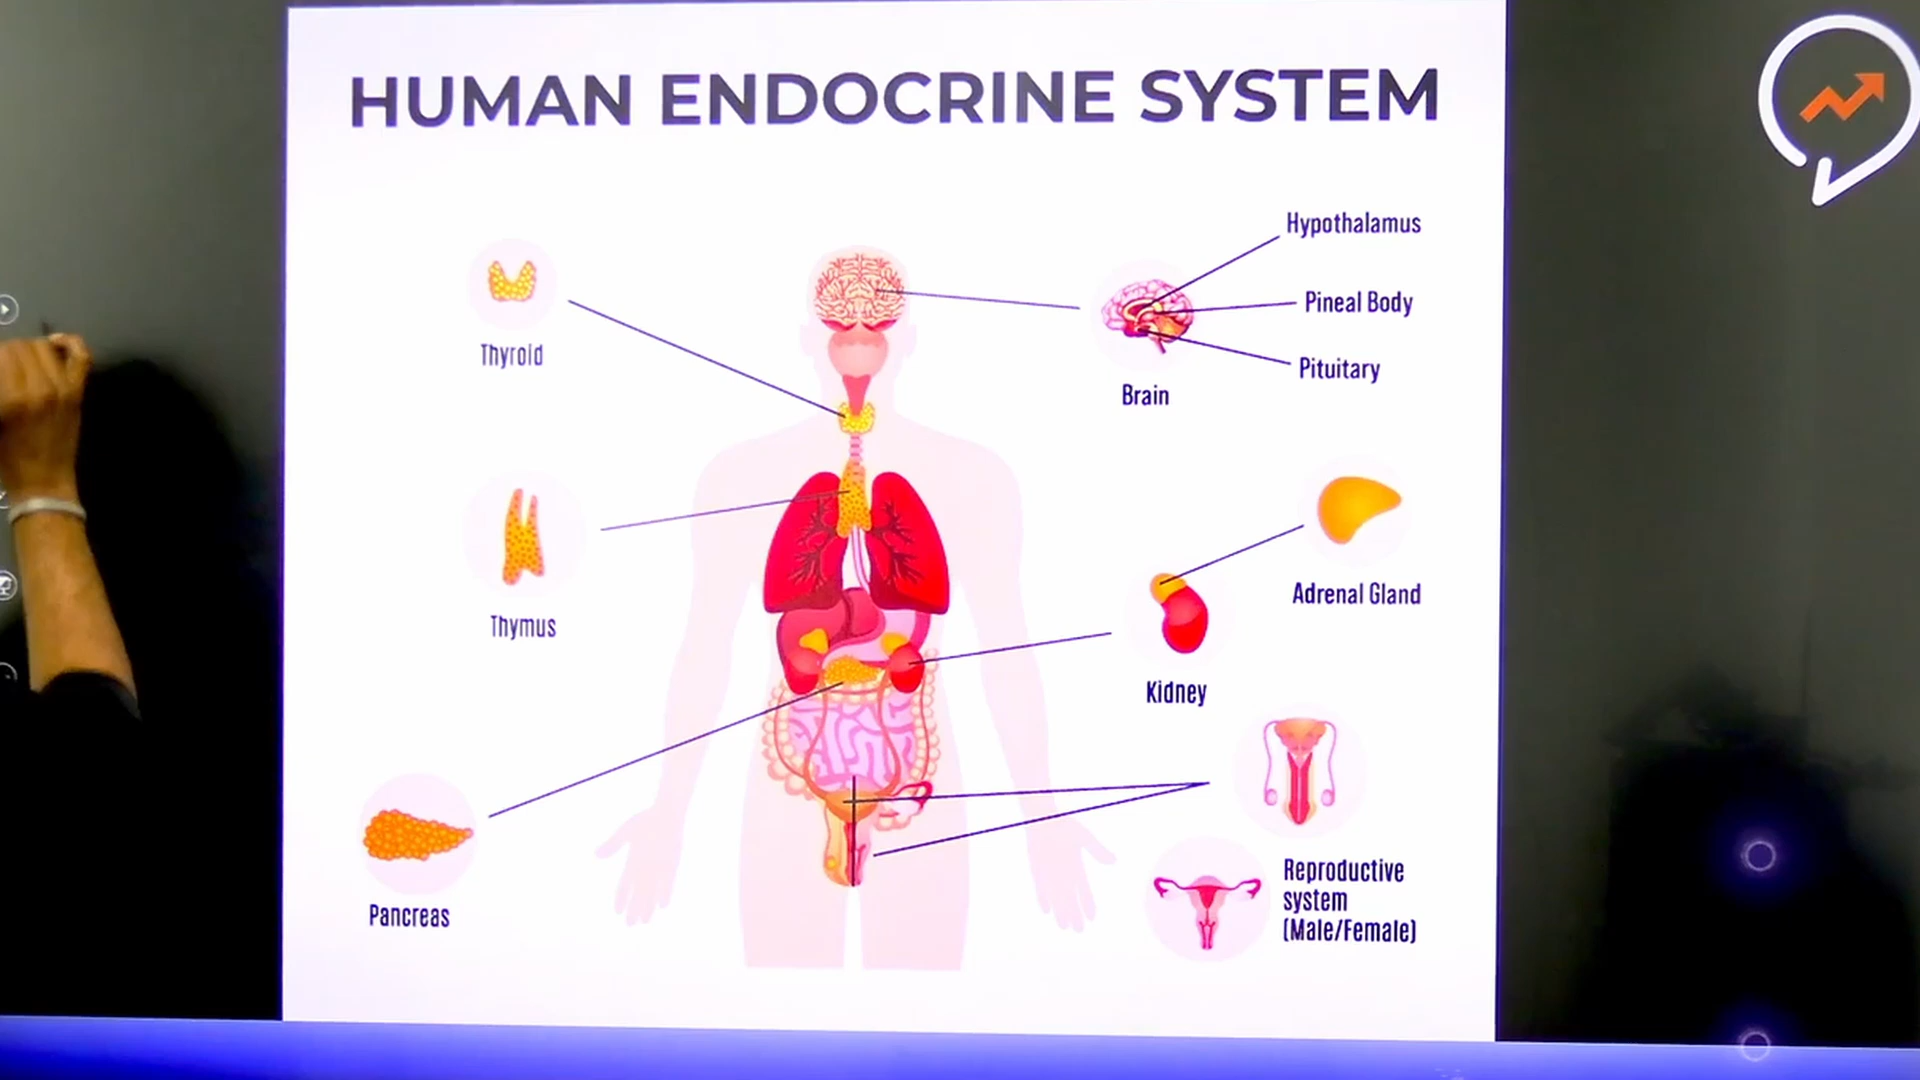 HUMAN ENDOCRINE SYSTEM
Hypothalamus
Pineal Body
Pituitary
Brain
Thyroid
Thymus
Adrenal Gland
Kidney
Pancreas
Reproductive
system
(Male/Female)